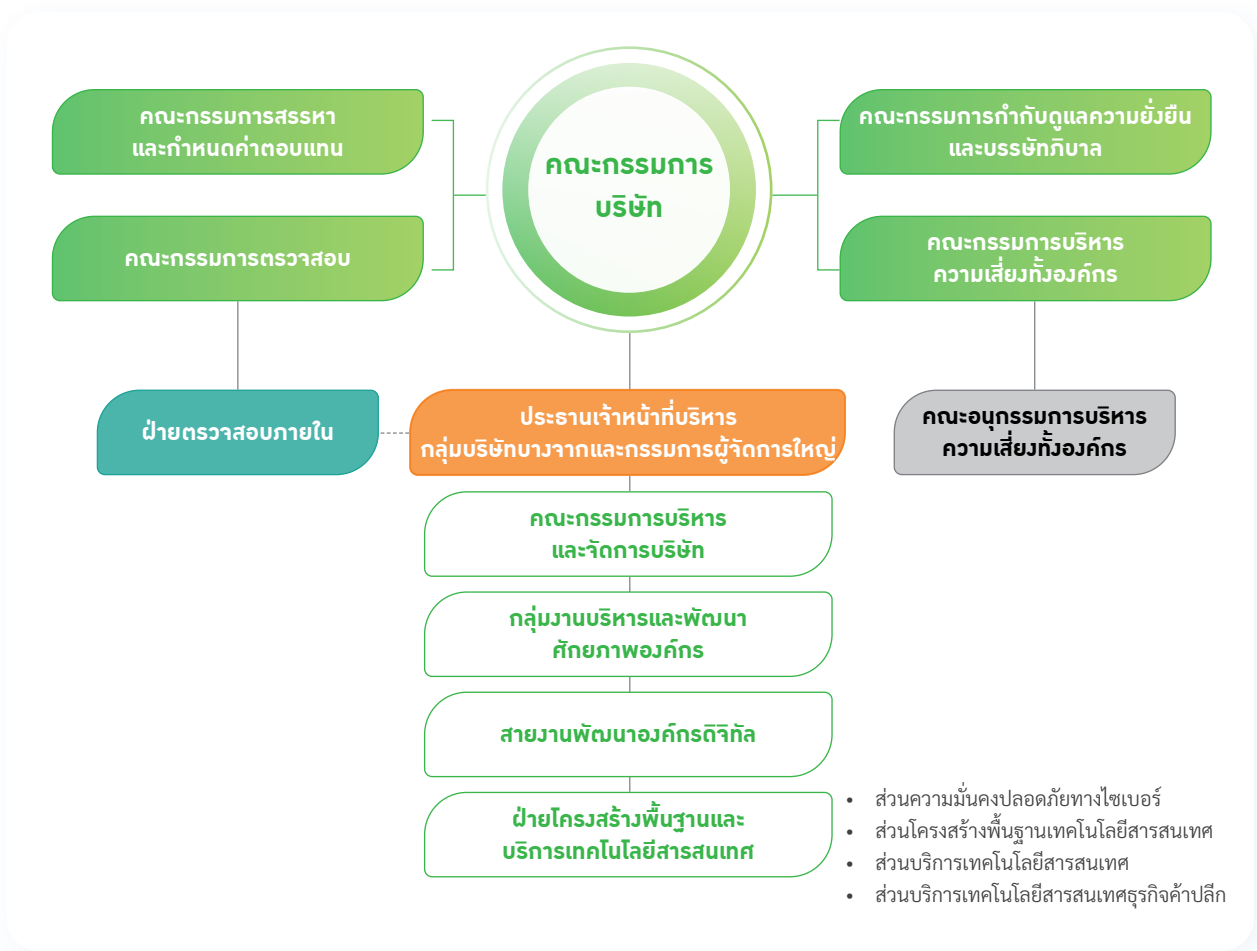 คณะกรรมการสรรหา
และกำหนดค่าตอบแทน
คณะกรรมการตรวจสอบ
คณะกรรมการ
บริษัท
คณะกรรมการกำกับดูแลความยั่งยืน
และบรรษัทภิบาล
คณะกรรมการบริหาร
ความเสี่ยงทั้งองค์กร
ฝ่ายตรวจสอบภายใน
ประธานเจ้าหน้าที่บริหาร
กลุ่มบริษัทบางจากและกรรมการผู้จัดการใหญ่
คณะอนุกรรมการบริหาร
ความเสี่ยงทั้งองค์กร
คณะกรรมการบริหาร
และจัดการบริษัท
กลุ่มงานบริหารและพัฒนา
ศักยภาพองค์กร
สายงานพัฒนาองค์กรดิจิทัล
ฝ่ายโครงสร้างพื้นฐานและ
บริการเทคโนโลยีสารสนเทศ
• ส่วนความมั่นคงปลอดภัยทางไซเบอร์
• ส่วนโครงสร้างพื้นฐานเทคโนโลยีสารสนเทศ
• ส่วนบริการเทคโนโลยีสารสนเทศ
• ส่วนบริการเทคโนโลยีสารสนเทศธุรกิจค้าปลีก